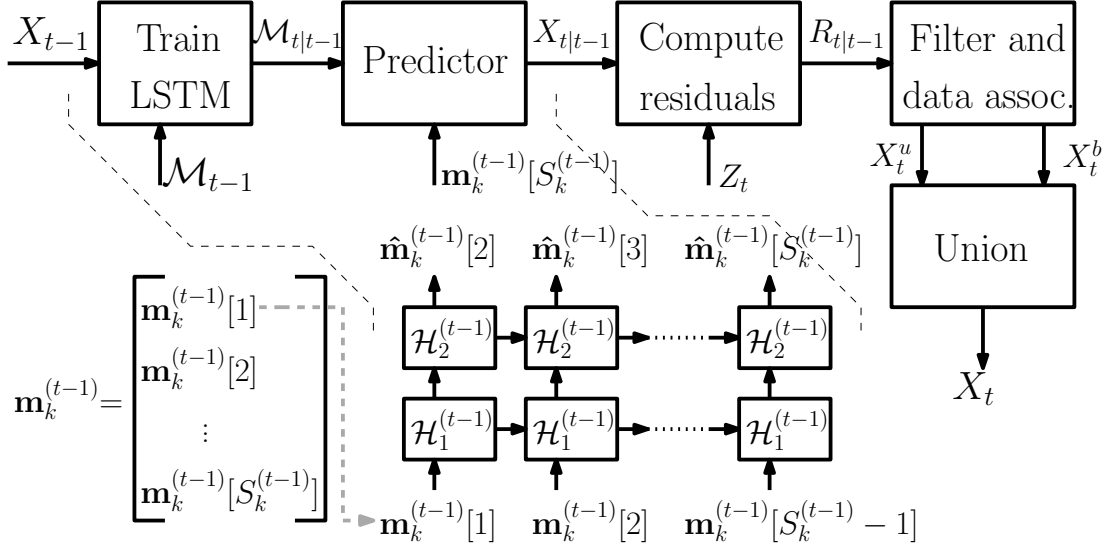 X_{t−1}
Train
LSTM
\mathcal{M}_{t|t−1}
Predictor
X_{t|t−1}
Compute
residuals
R_{t|t−1}
Filter and
data assoc.
\mathcal{M}_{t−1}
\mathbf{m}_k^{(t−1)}[S_k^{(t−1)}]
Z_t
X_t^u
X_t^b
Union
X_t
\mathbf{\hat{m}}_k^{(t−1)}[2]
\mathbf{\hat{m}}_k^{(t−1)}[3]
\mathbf{\hat{m}}_k^{(t−1)}[S_k^{(t−1)}]
\mathcal{H}_2^{(t−1)}
\mathcal{H}_2^{(t−1)}
\mathcal{H}_2^{(t−1)}
\mathcal{H}_1^{(t−1)}
\mathcal{H}_1^{(t−1)}
\mathcal{H}_1^{(t−1)}
\mathbf{m}_k^{(t−1)}[1]
\mathbf{m}_k^{(t−1)}[2]
\mathbf{m}_k^{(t−1)}[S_k^{(t−1)} − 1]
\mathbf{m}_k^{(t−1)}=
\mathbf{m}_k^{(t−1)}[1]
\mathbf{m}_k^{(t−1)}[2]
⋮
\mathbf{m}_k^{(t−1)}[S_k^{(t−1)}]